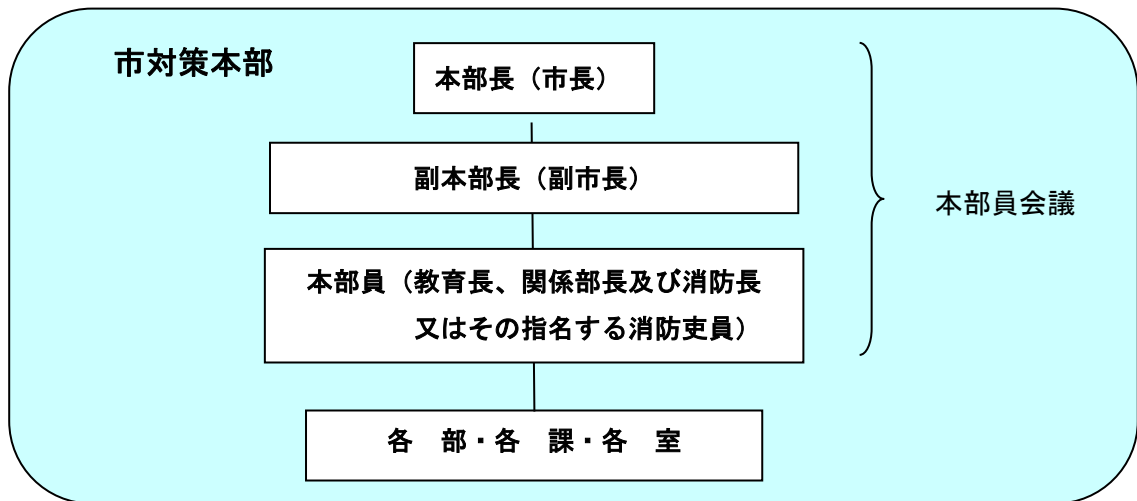 市対策本部
本部長（市長）
副本部長（副市長）
本部員会議
本部員（教育長、関係部長及び消防長
又はその指名する消防吏員）
各　部・各　課・各　室